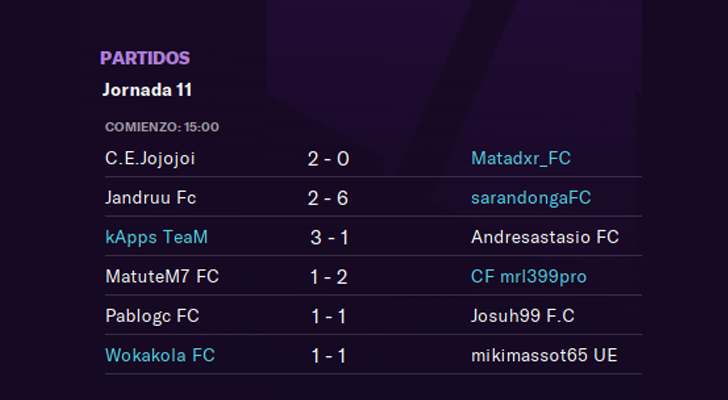 PARTIDOS
Jornada 11
COMIENZO: 15:00
C.E.Jojojoi 2 - 0 Matadxr_FC
Jandruu Fc 2 - 6 sarandongaFC
kApps TeaM 3 - 1 Andresastasio FC
MatuteM7 FC 1 - 2 CF mrl399pro
Pablogc FC 1 - 1 Josuh99 F.C
Wokakola FC 1 - 1 mikimassot65 UE